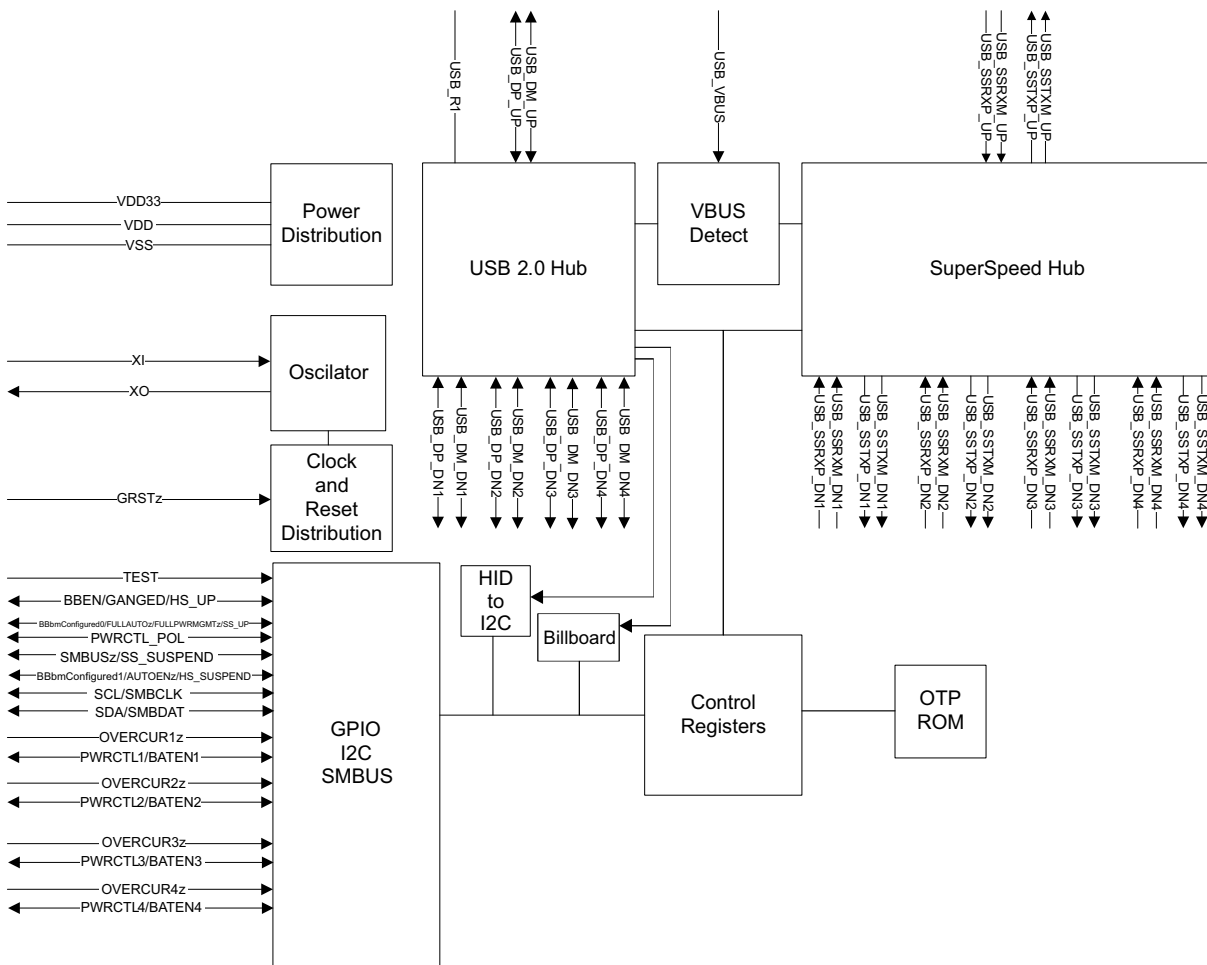 USB_R1
USB_DP_UP
USB_DM_UP
USB_VBUS
USB_SSRXP_UP
USB_SSRXM_UP
USB_SSTXP_UP
USB_SSTXM_UP
VDD33
VDD
VSS
Power
Distribution
USB 2.0 Hub
VBUS
Detect
SuperSpeed Hub
XI
XO
Oscilator
GRSTz
Clock
and
Reset
Distribution
USB_DP_DN1
USB_DM_DN1
USB_DP_DN2
USB_DM_DN2
USB_DP_DN3
USB_DM_DN3
USB_DP_DN4
USB_DM_DN4
USB_SSRXP_DN1
USB_SSRXM_DN1
USB_SSTXP_DN1
USB_SSTXM_DN1
USB_SSRXP_DN2
USB_SSRXM_DN2
USB_SSTXP_DN2
USB_SSTXM_DN2
USB_SSRXP_DN3
USB_SSRXM_DN3
USB_SSTXP_DN3
USB_SSTXM_DN3
USB_SSRXP_DN4
USB_SSRXM_DN4
USB_SSTXP_DN4
USB_SSTXM_DN4
TEST
BBEN/GANGED/HS_UP
BBbmConfigured0/FULLAUTOz/FULLPWRMGMTz/SS_UP
PWRCTL_POL
SMBUSz/SS_SUSPEND
BBbmConfigured1/AUTOENz/HS_SUSPEND
SCL/SMBCLK
SDA/SMBDAT
OVERCUR1z
PWRCTL1/BATEN1
OVERCUR2z
PWRCTL2/BATEN2
OVERCUR3z
PWRCTL3/BATEN3
OVERCUR4z
PWRCTL4/BATEN4
GPIO
I2C
SMBUS
HID
to
I2C
Billboard
Control
Registers
OTP
ROM